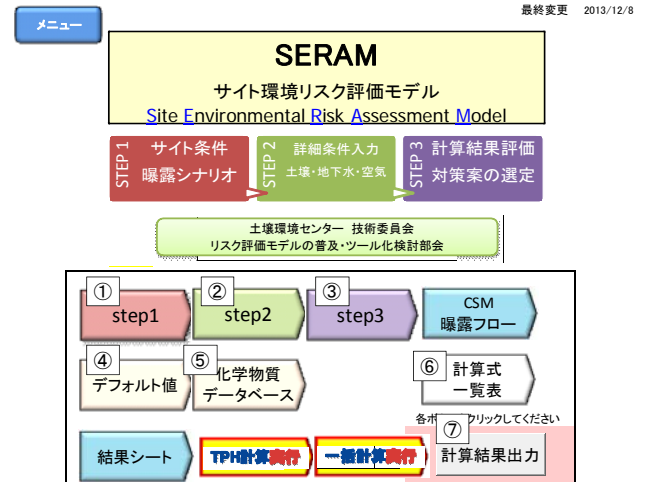 最終変更 2013/12/8
メニュー
SERAM
サイト環境リスク評価モデル
Site Environmental Risk Assessment Model
STEP 1
サイト条件
曝露シナリオ
STEP 2
詳細条件入力
土壌・地下水・空気
STEP 3
計算結果評価
対策案の選定
土壌環境センター 技術委員会
リスク評価モデルの普及・ツール化検討部会
① step1
② step2
③ step3
CSM
曝露フロー
④ デフォルト値
⑤ 化学物質
データベース
⑥ 計算式
一覧表
クリックしてください
結果シート
TPH計算実行
一括計算実行
⑦ 計算結果出力